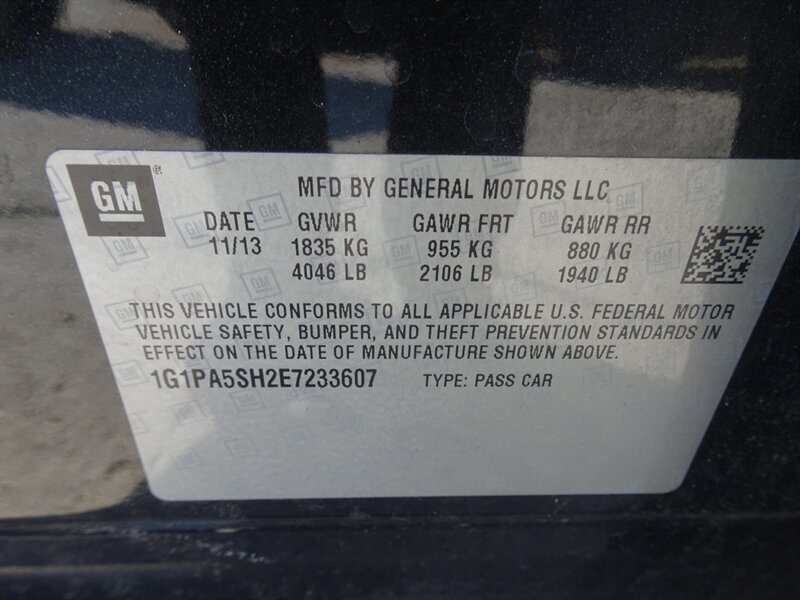 GM
MFD BY GENERAL MOTORS LLC
DATE GVWR GAWR FRT GAWR RR
11/13 1835 KG 955 KG 880 KG
4046 LB 2106 LB 1940 LB
THIS VEHICLE CONFORMS TO ALL APPLICABLE U.S. FEDERAL MOTOR
VEHICLE SAFETY, BUMPER, AND THEFT PREVENTION STANDARDS IN
EFFECT ON THE DATE OF MANUFACTURE SHOWN ABOVE.
1G1PA5SH2E7233607 TYPE: PASS CAR